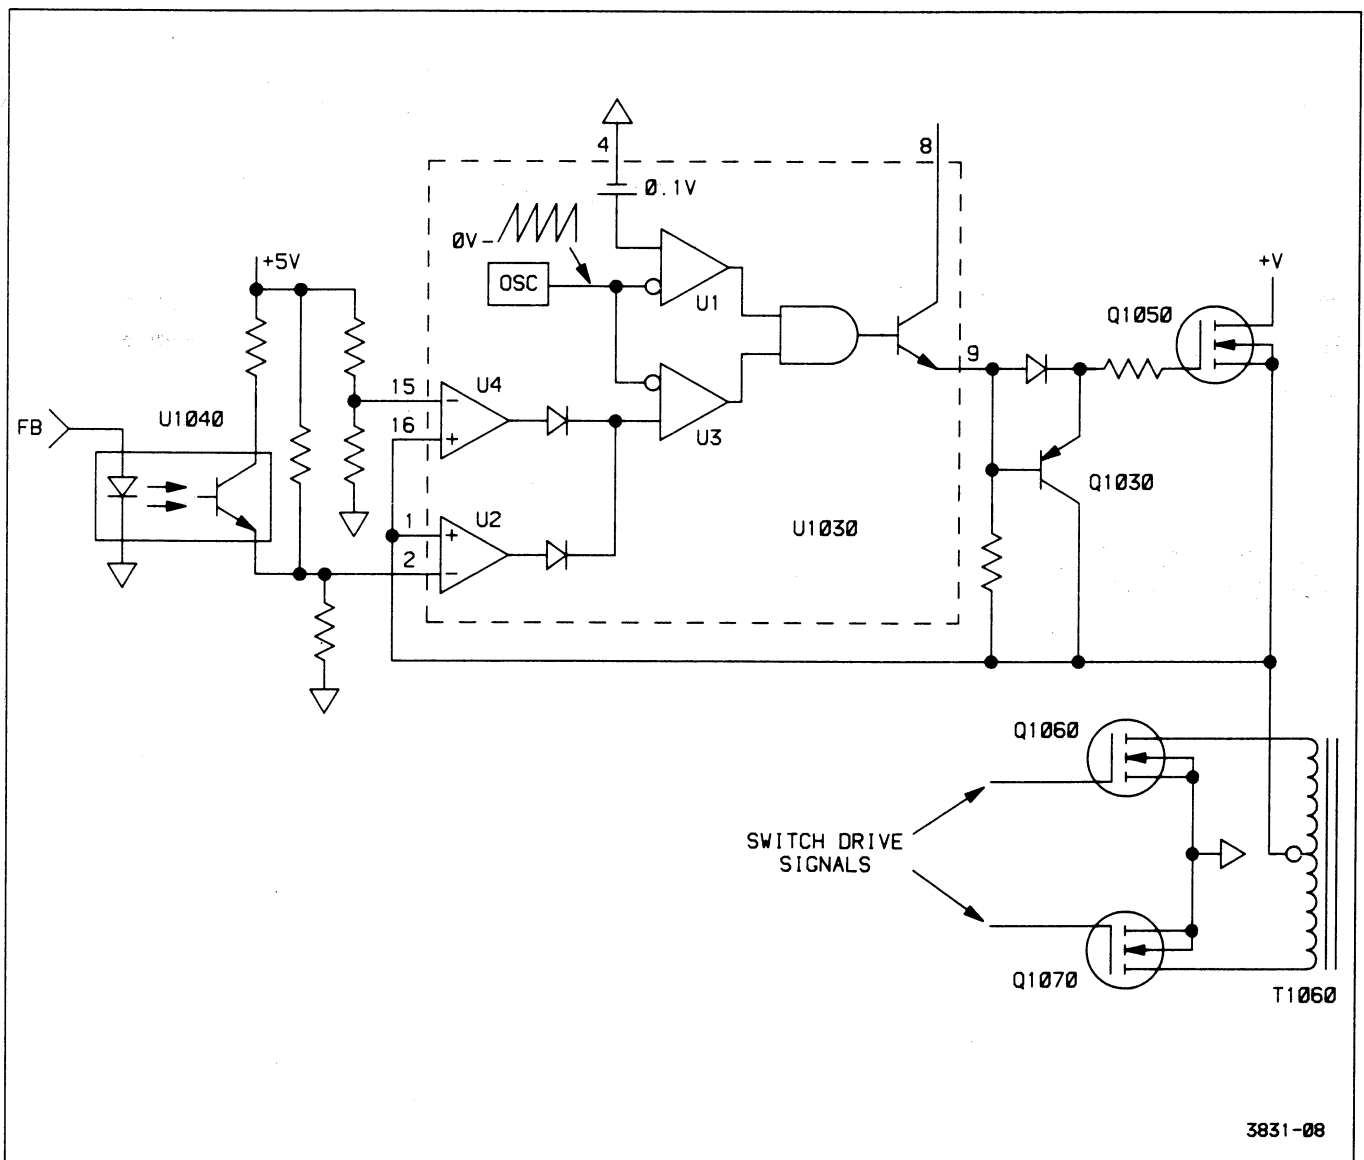 4
8
0.1V
0V-
+5V
OSC
U1
+V
Q1050
9
15
U4
U1040
16
FB
U3
Q1030
1
U2
U1030
2
Q1060
SWITCH DRIVE
SIGNALS
Q1070
T1060
3831-08